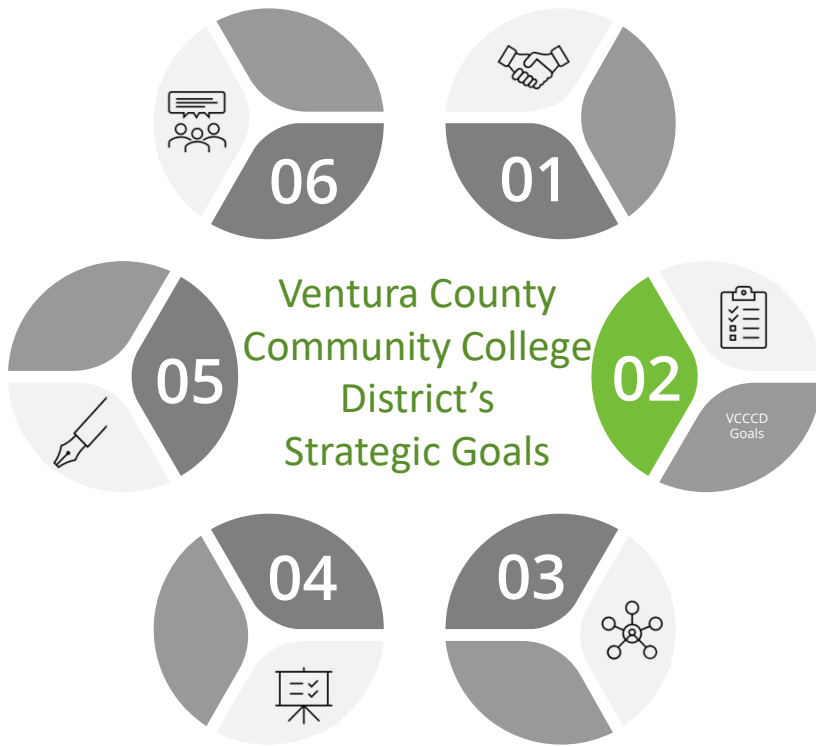 06
01
Ventura County
Community College
District’s
Strategic Goals
05
02
VCCCD
Goals
04
03